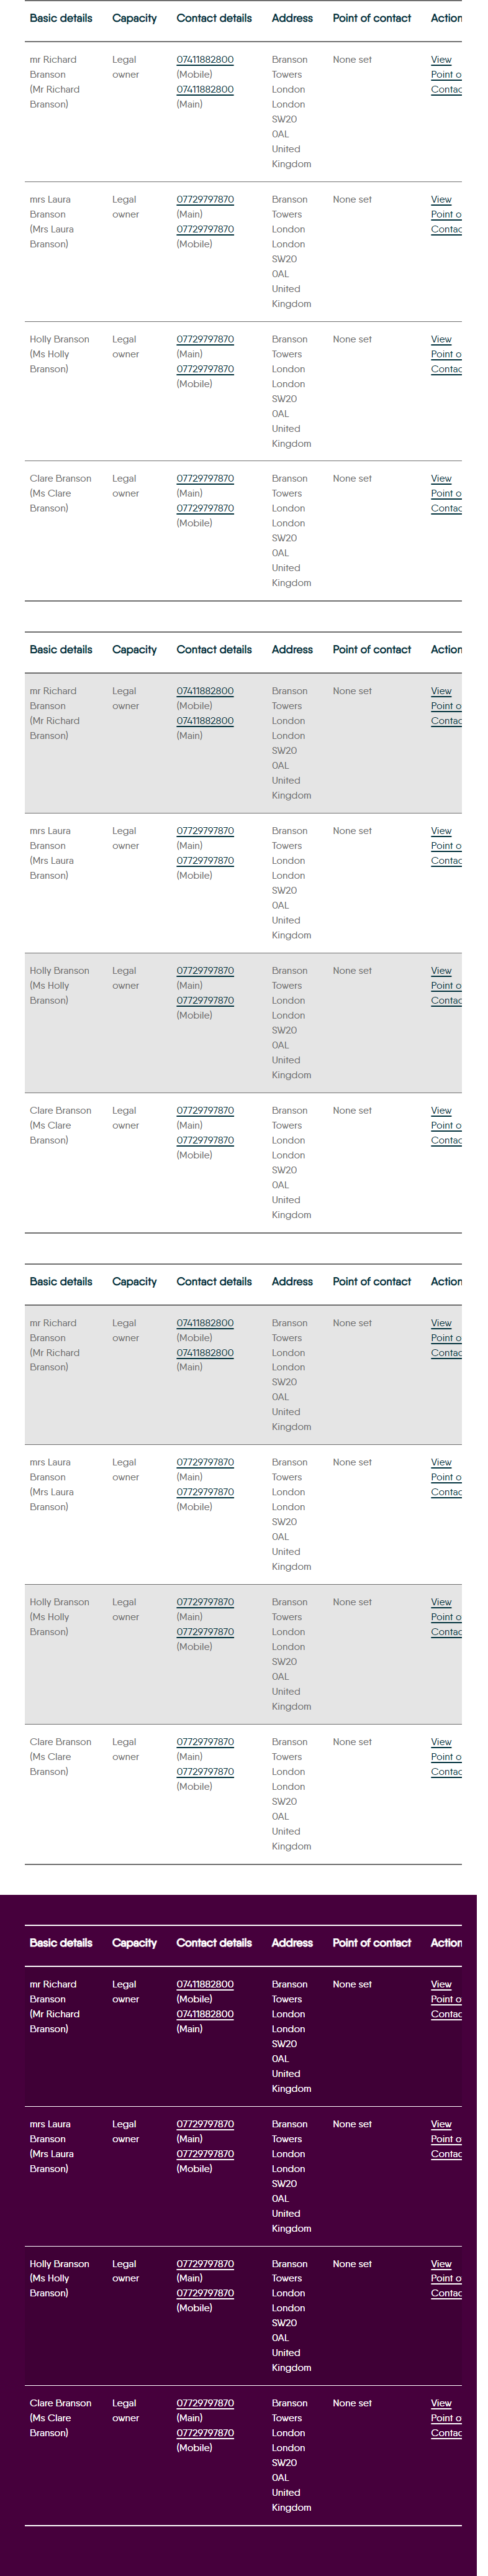 Basic details Capacity Contact details Address Point of contact Action
mr Richard Legal 07411882800 Branson None set View
Branson owner (Mobile) Towers Point o
(Mr Richard 07411882800 London Contac
Branson) (Main) London
SW20
0AL
United
Kingdom
mrs Laura Legal 07729797870 Branson None set View
Branson owner (Main) Towers Point o
(Mrs Laura 07729797870 London Contac
Branson) (Mobile) London
SW20
0AL
United
Kingdom
Holly Branson Legal 07729797870 Branson None set View
(Ms Holly owner (Main) Towers Point o
Branson) 07729797870 London Contac
(Mobile) London
SW20
0AL
United
Kingdom
Clare Branson Legal 07729797870 Branson None set View
(Ms Clare owner (Main) Towers Point o
Branson) 07729797870 London Contac
(Mobile) London
SW20
0AL
United
Kingdom
Basic details Capacity Contact details Address Point of contact Action
mr Richard Legal 07411882800 Branson None set View
Branson owner (Mobile) Towers Point o
(Mr Richard 07411882800 London Contac
Branson) (Main) London
SW20
0AL
United
Kingdom
mrs Laura Legal 07729797870 Branson None set View
Branson owner (Main) Towers Point o
(Mrs Laura 07729797870 London Contac
Branson) (Mobile) London
SW20
0AL
United
Kingdom
Holly Branson Legal 07729797870 Branson None set View
(Ms Holly owner (Main) Towers Point o
Branson) 07729797870 London Contac
(Mobile) London
SW20
0AL
United
Kingdom
Clare Branson Legal 07729797870 Branson None set View
(Ms Clare owner (Main) Towers Point o
Branson) 07729797870 London Contac
(Mobile) London
SW20
0AL
United
Kingdom
Basic details Capacity Contact details Address Point of contact Action
mr Richard Legal 07411882800 Branson None set View
Branson owner (Mobile) Towers Point o
(Mr Richard 07411882800 London Contac
Branson) (Main) London
SW20
0AL
United
Kingdom
mrs Laura Legal 07729797870 Branson None set View
Branson owner (Main) Towers Point o
(Mrs Laura 07729797870 London Contac
Branson) (Mobile) London
SW20
0AL
United
Kingdom
Holly Branson Legal 07729797870 Branson None set View
(Ms Holly owner (Main) Towers Point o
Branson) 07729797870 London Contac
(Mobile) London
SW20
0AL
United
Kingdom
Clare Branson Legal 07729797870 Branson None set View
(Ms Clare owner (Main) Towers Point o
Branson) 07729797870 London Contac
(Mobile) London
SW20
0AL
United
Kingdom
Basic details Capacity Contact details Address Point of contact Action
mr Richard Legal 07411882800 Branson None set View
Branson owner (Mobile) Towers Point o
(Mr Richard 07411882800 London Contac
Branson) (Main) London
SW20
0AL
United
Kingdom
mrs Laura Legal 07729797870 Branson None set View
Branson owner (Main) Towers Point o
(Mrs Laura 07729797870 London Contac
Branson) (Mobile) London
SW20
0AL
United
Kingdom
Holly Branson Legal 07729797870 Branson None set View
(Ms Holly owner (Main) Towers Point o
Branson) 07729797870 London Contac
(Mobile) London
SW20
0AL
United
Kingdom
Clare Branson Legal 07729797870 Branson None set View
(Ms Clare owner (Main) Towers Point o
Branson) 07729797870 London Contac
(Mobile) London
SW20
0AL
United
Kingdom